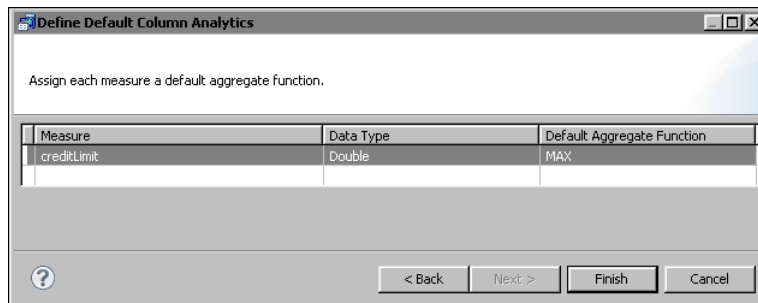 Define Default Column Analytics
Assign each measure a default aggregate function.
Measure Data Type Default Aggregate Function
creditLimit Double MAX
? < Back Next > Finish Cancel